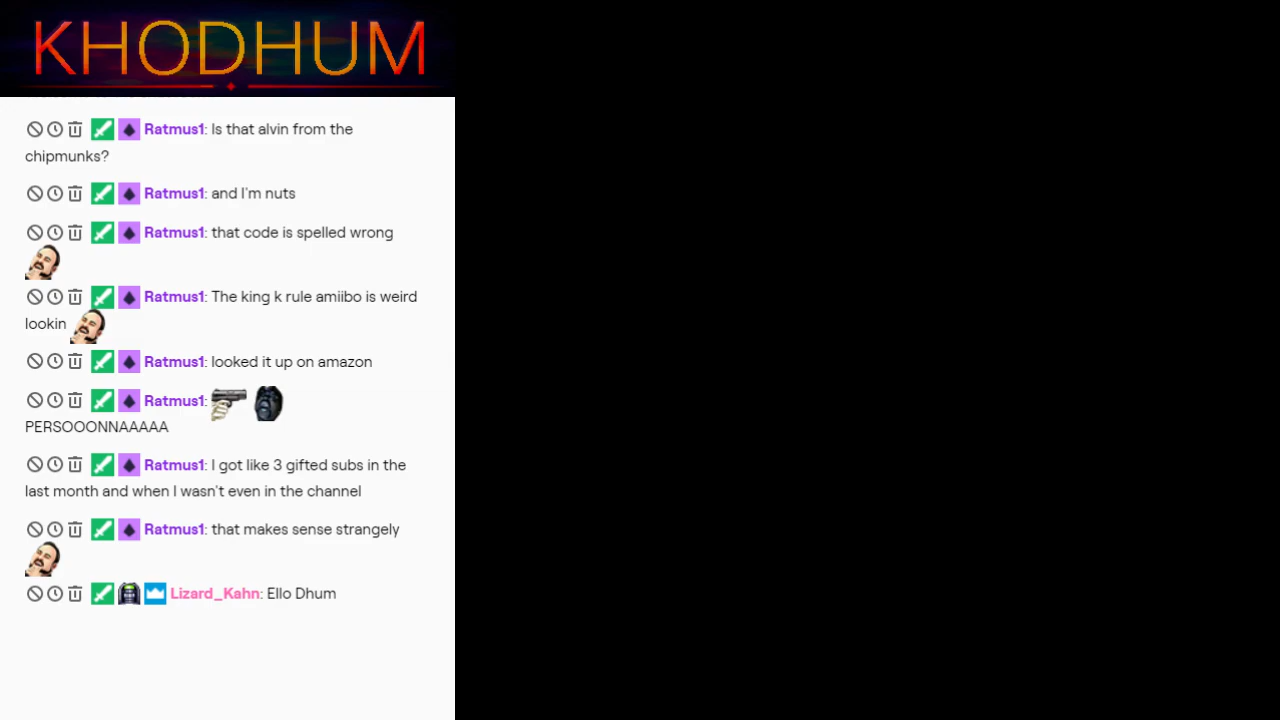 KHODHUM
Ratmus1: Is that alvin from the
chipmunks?
Ratmus1: and I'm nuts
Ratmus1: that code is spelled wrong
Ratmus1: The king k rule amiibo is weird
lookin
Ratmus1: looked it up on amazon
Ratmus1:
PERSOOONNAAAAA
Ratmus1: I got like 3 gifted subs in the
last month and when I wasn't even in the channel
Ratmus1: that makes sense strangely
Lizard_Kahn: Ello Dhum